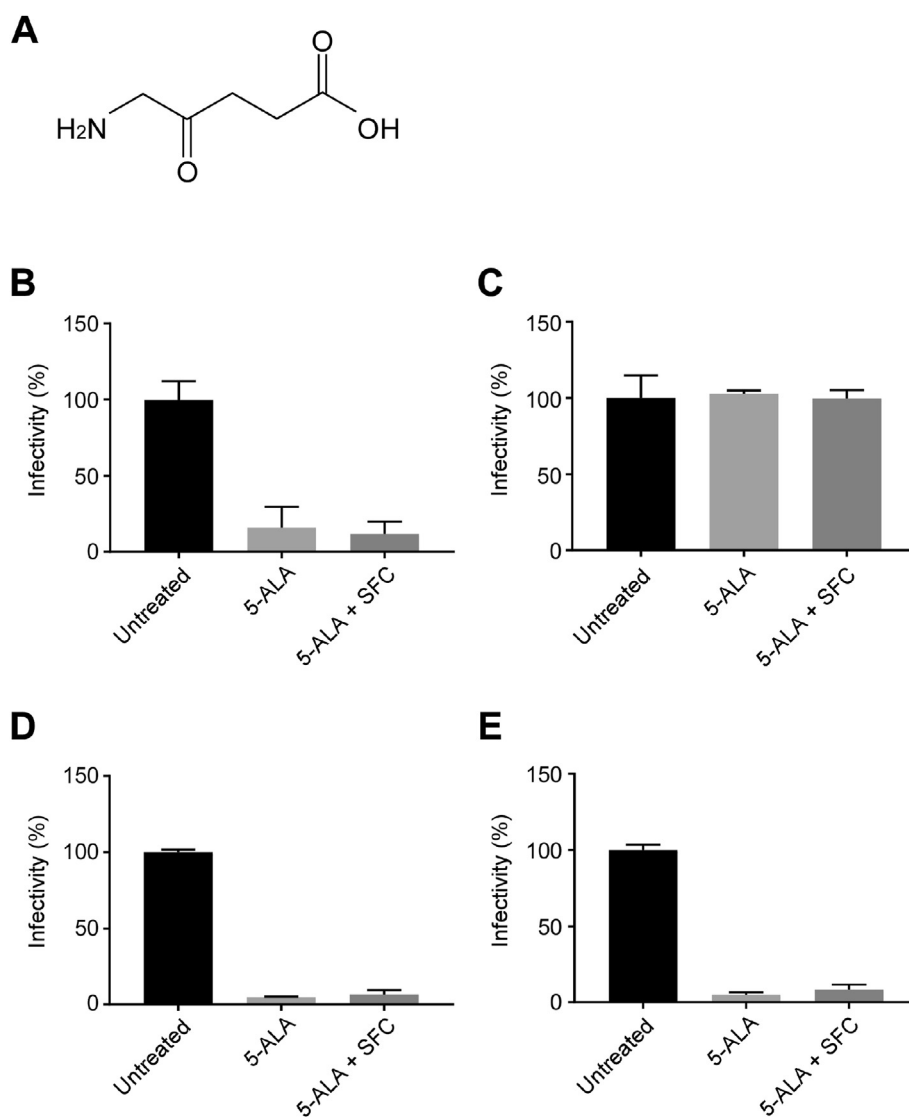 A
O
H2N
O
OH
B
Infectivity (%)
150
100
50
0
Untreated
5-ALA
5-ALA + SFC
C
Infectivity (%)
150
100
50
0
Untreated
5-ALA
5-ALA + SFC
D
Infectivity (%)
150
100
50
0
Untreated
5-ALA
5-ALA + SFC
E
Infectivity (%)
150
100
50
0
Untreated
5-ALA
5-ALA + SFC